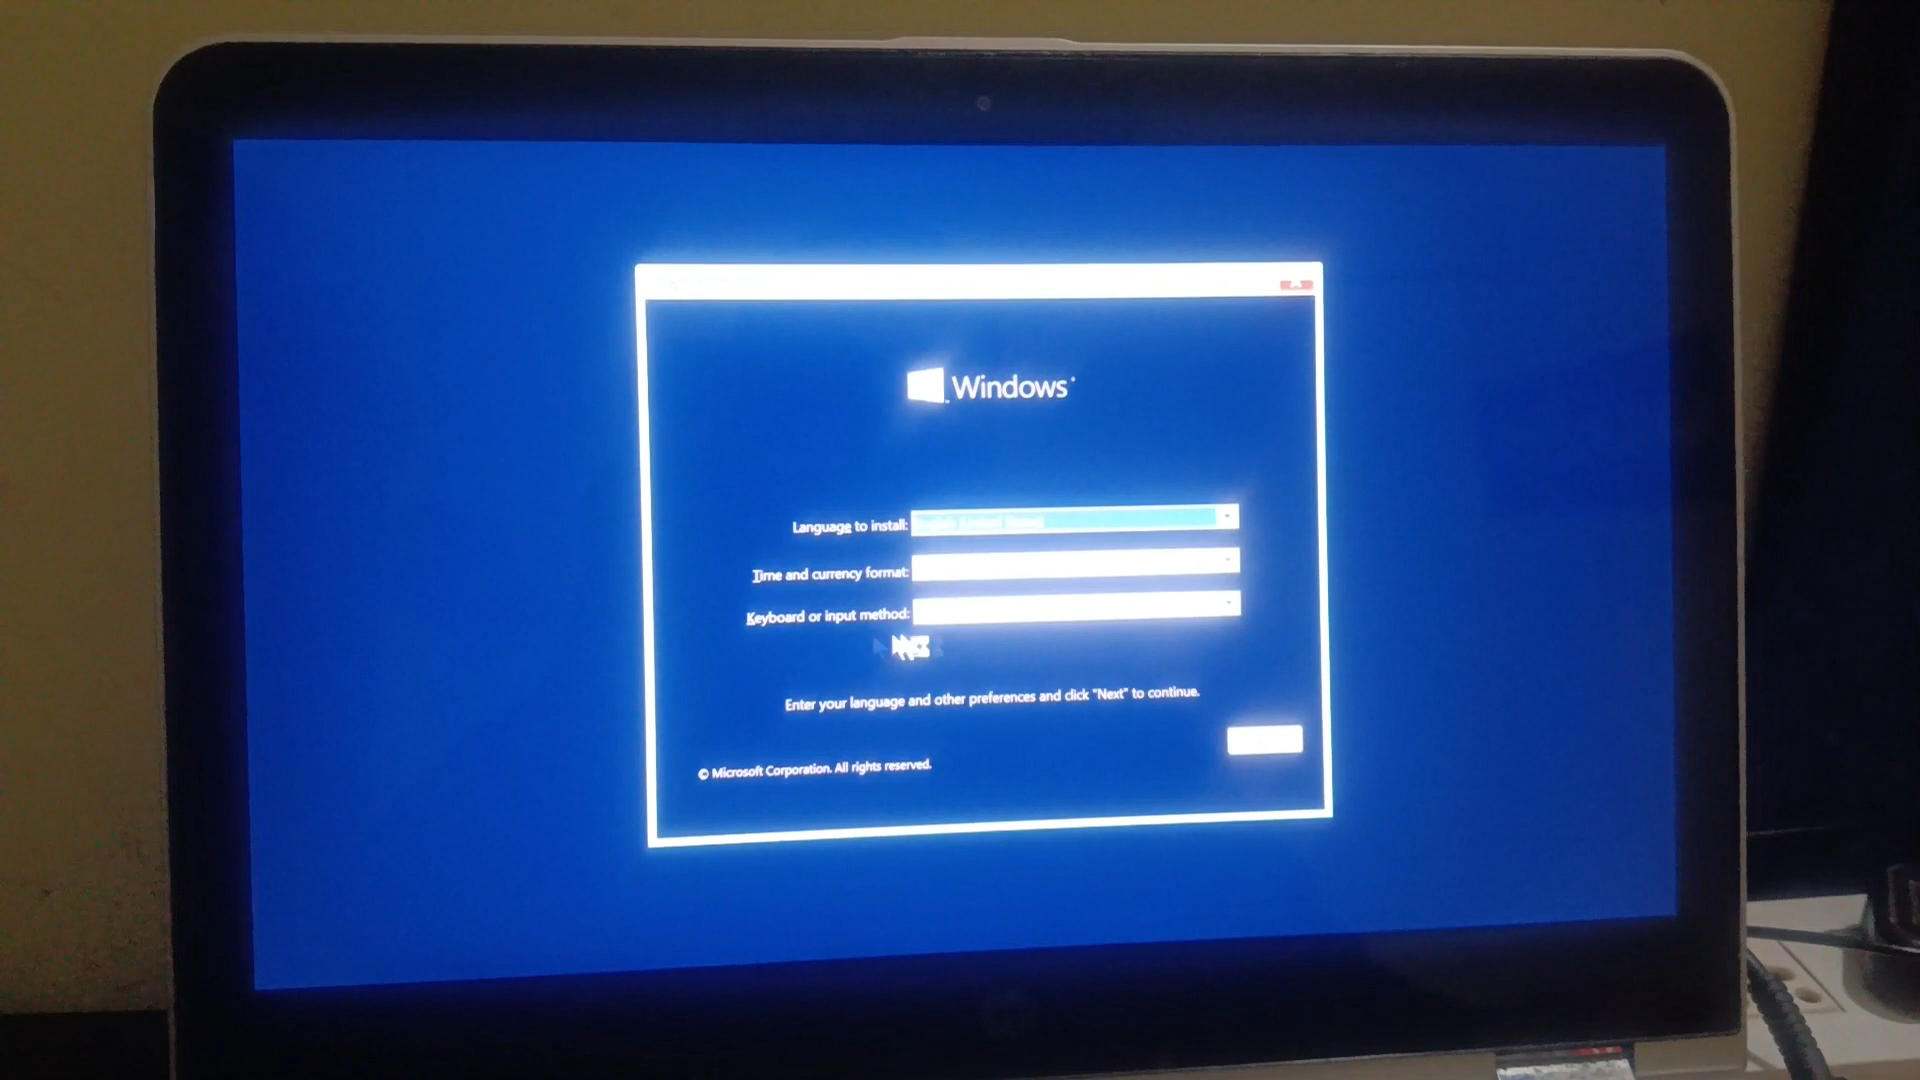 Windows
Language to install:
Time and currency format:
Keyboard or input method:
Enter your language and other preferences and click "Next" to continue.
© Microsoft Corporation. All rights reserved.